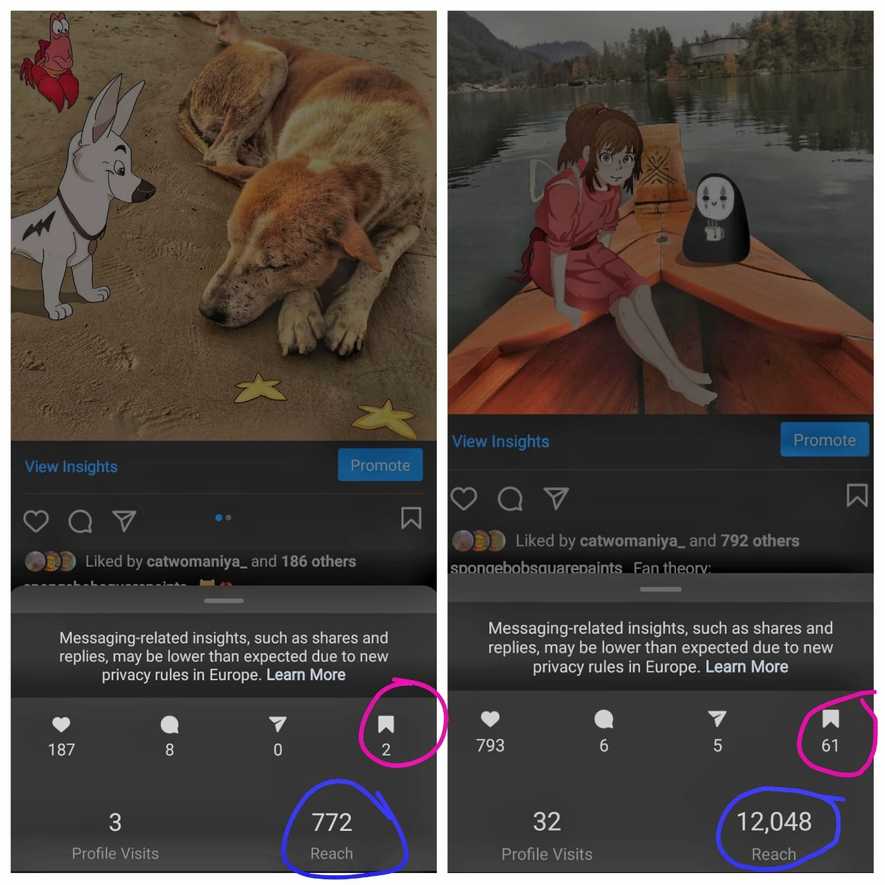 View Insights
Promote
Liked by catwomaniya_ and 186 others
spongebobsquarepaints
Messaging-related insights, such as shares and
replies, may be lower than expected due to new
privacy rules in Europe. Learn More
187
8
0
2
3
772
Profile Visits
Reach
View Insights
Promote
Liked by catwomaniya_ and 792 others
spongebobsquarepaints Fan theory:
Messaging-related insights, such as shares and
replies, may be lower than expected due to new
privacy rules in Europe. Learn More
793
6
5
61
32
12,048
Profile Visits
Reach